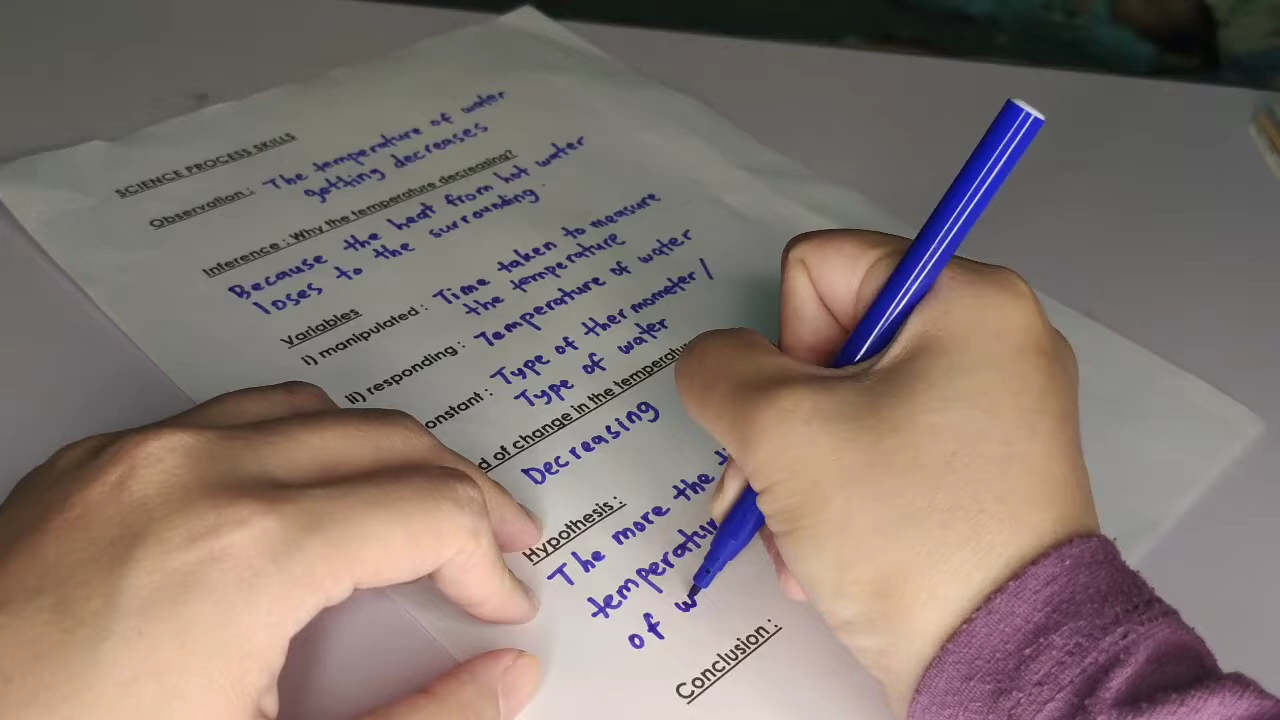 SCIENCE PROCESS SKILLS
Observation : The temperature of water
getting decreases
Inference : Why the temperature decreasing?
Because the heat from hot water
loses to the surrounding.
Variables
i) manipulated : Time taken to measure
the temperature
ii) responding : Temperature of water
onstant : Type of thermometer /
Type of water
of change in the
Decreasing
Hypothesis :
The more the
of
Conclusion :